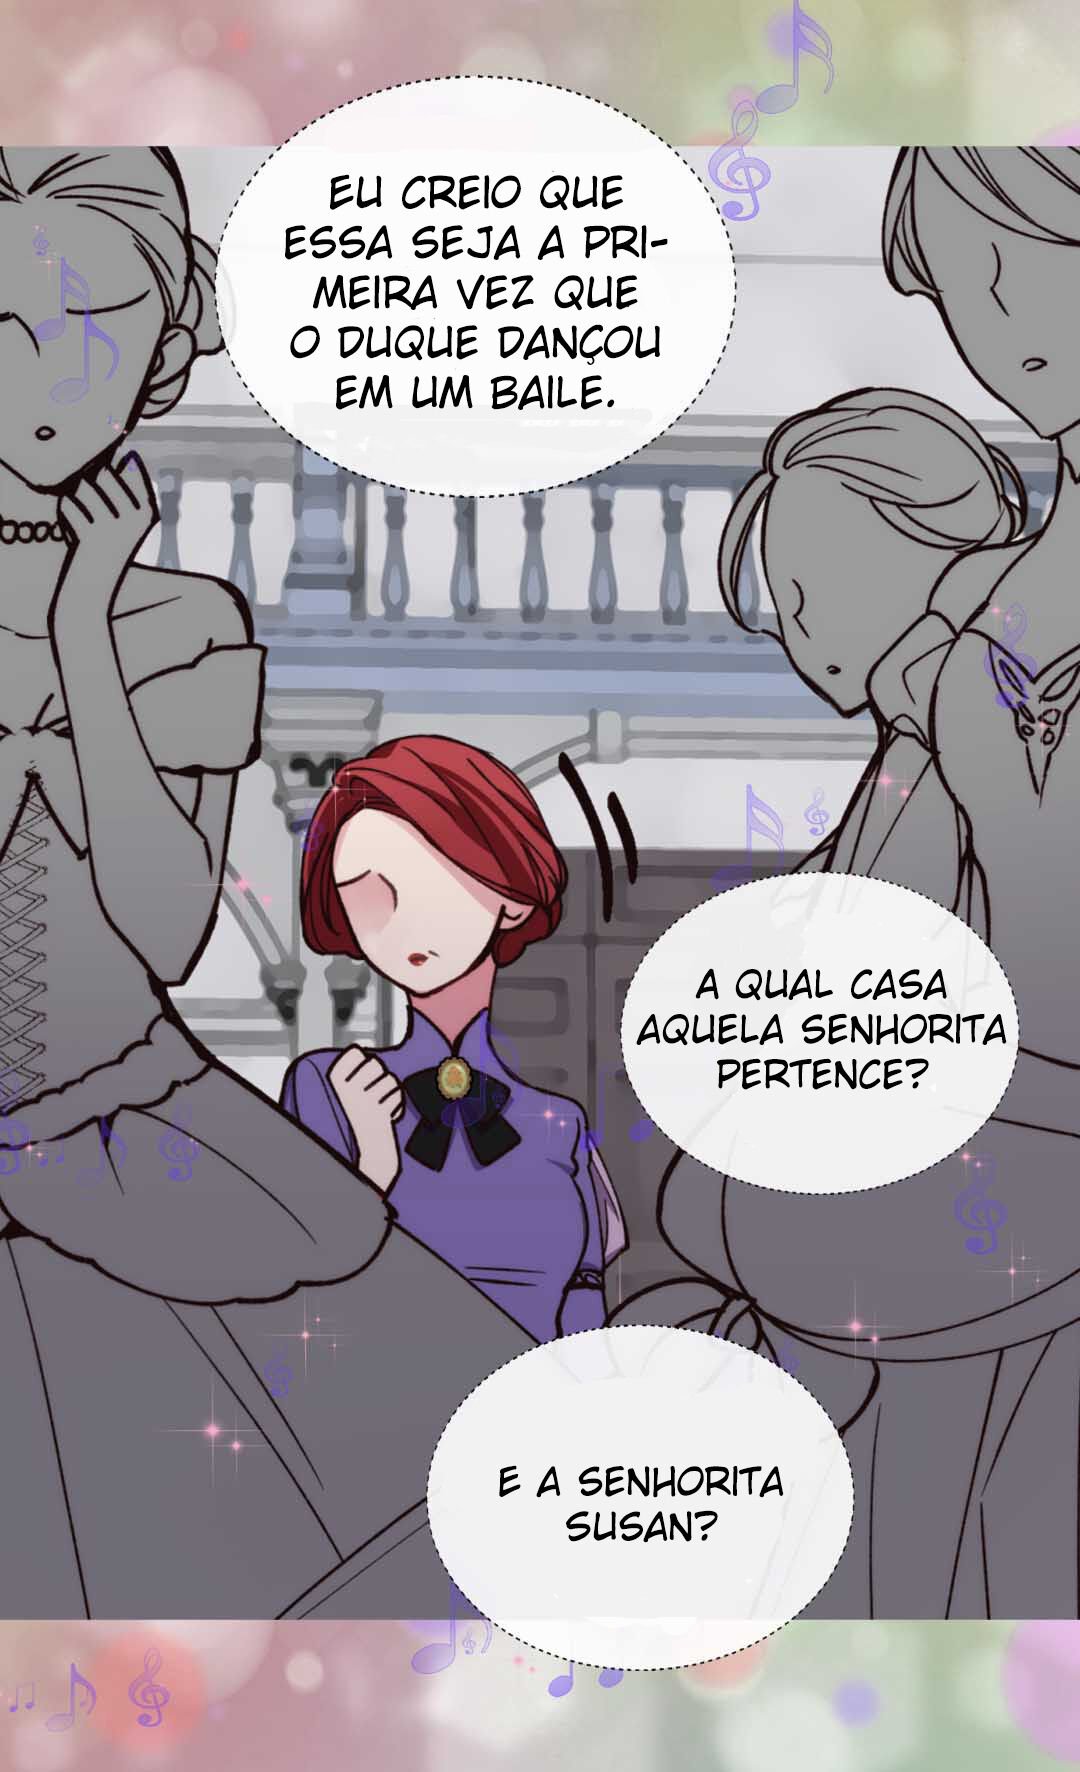 EU CREIO QUE
ESSA SEJA A PRI-
MEIRA VEZ QUE
O DUQUE DANÇOU
EM UM BAILE.
A QUAL CASA
AQUELA SENHORITA
PERTENCE?
E A SENHORITA
SUSAN?